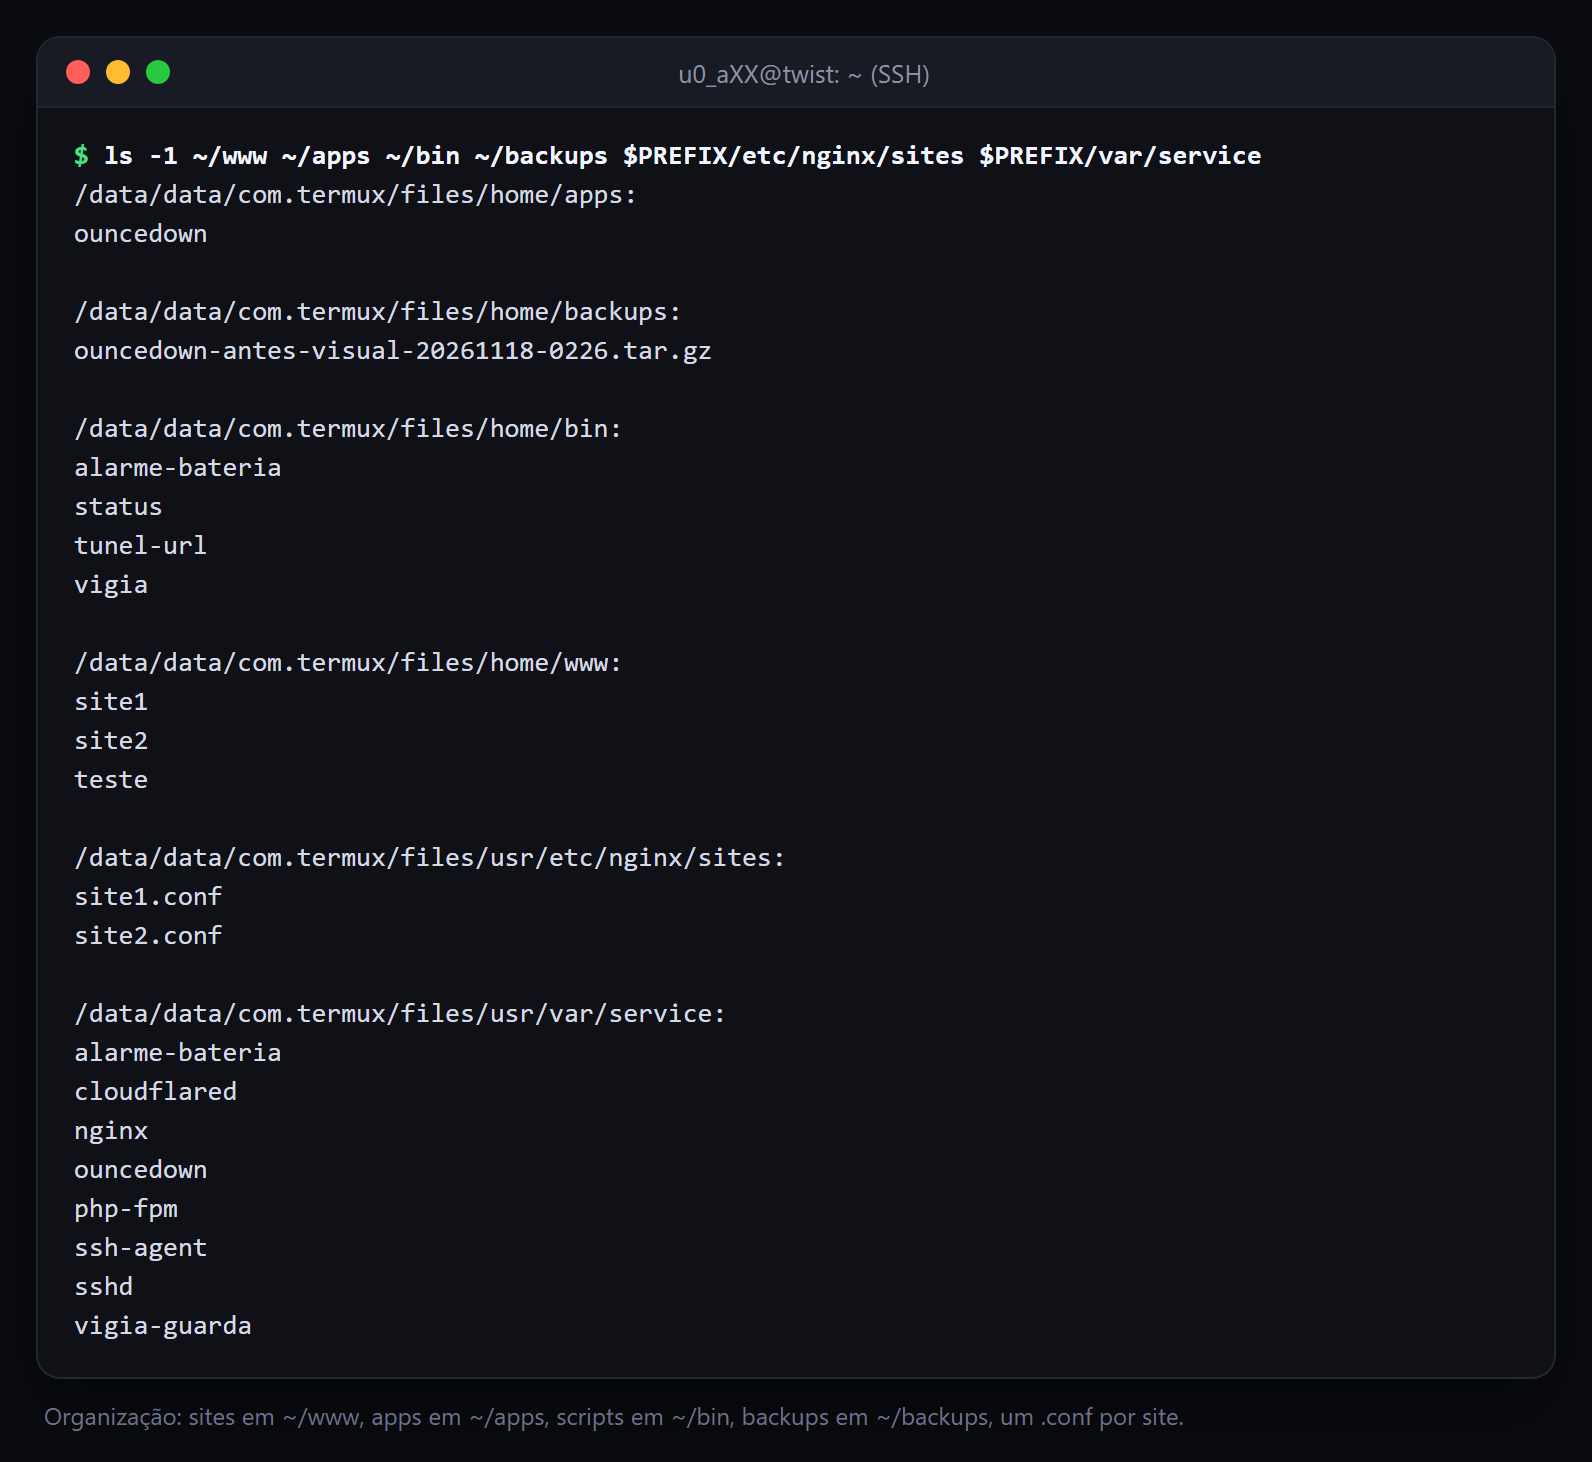 u0_aXX@twist: ~ (SSH)
$ ls -1 ~/www ~/apps ~/bin ~/backups $PREFIX/etc/nginx/sites $PREFIX/var/service
/data/data/com.termux/files/home/apps:
ouncedown
/data/data/com.termux/files/home/backups:
ouncedown-antes-visual-20261118-0226.tar.gz
/data/data/com.termux/files/home/bin:
alarme-bateria
status
tunel-url
vigia
/data/data/com.termux/files/home/www:
site1
site2
teste
/data/data/com.termux/files/usr/etc/nginx/sites:
site1.conf
site2.conf
/data/data/com.termux/files/usr/var/service:
alarme-bateria
cloudflared
nginx
ouncedown
php-fpm
ssh-agent
sshd
vigia-guarda
Organização: sites em ~/www, apps em ~/apps, scripts em ~/bin, backups em ~/backups, um .conf por site.